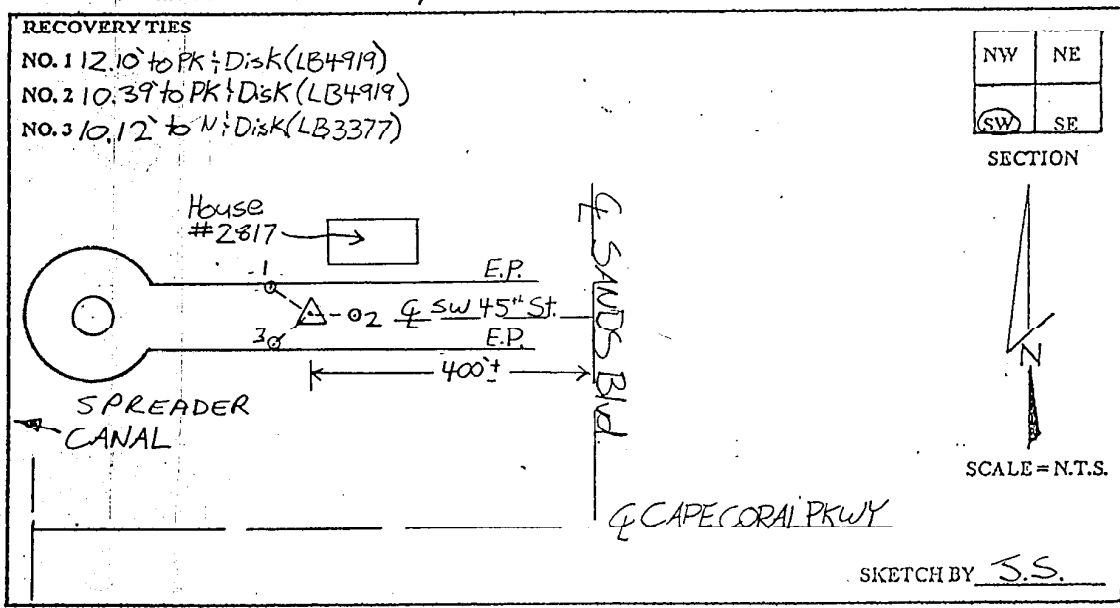 RECOVERY TIES
NO. 1 12.10' to PK & Disk (LB4919)
NO. 2 10.39' to PK & Disk (LB4919)
NO. 3 10.12' to N & Disk (LB3377)
NW NE
SW SE
SECTION
House
#2817
1
E.P.
2
℄ SW 45th St.
3
E.P.
400'±
℄ SANDS Blvd.
SPREADER
CANAL
N
SCALE = N.T.S.
℄ CAPE CORAL PKWY
SKETCH BY J.S.